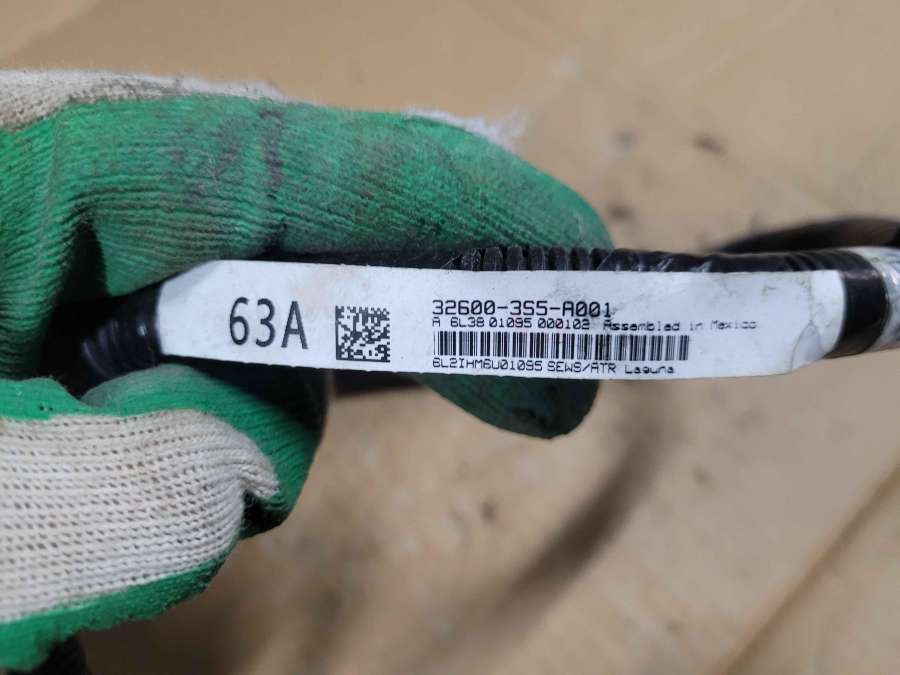 63A
32600-3S5-A001
A 6L38 01095 000102 Assembled in Mexico
6L2IHM6U01095 SEWS/ATR Laguna